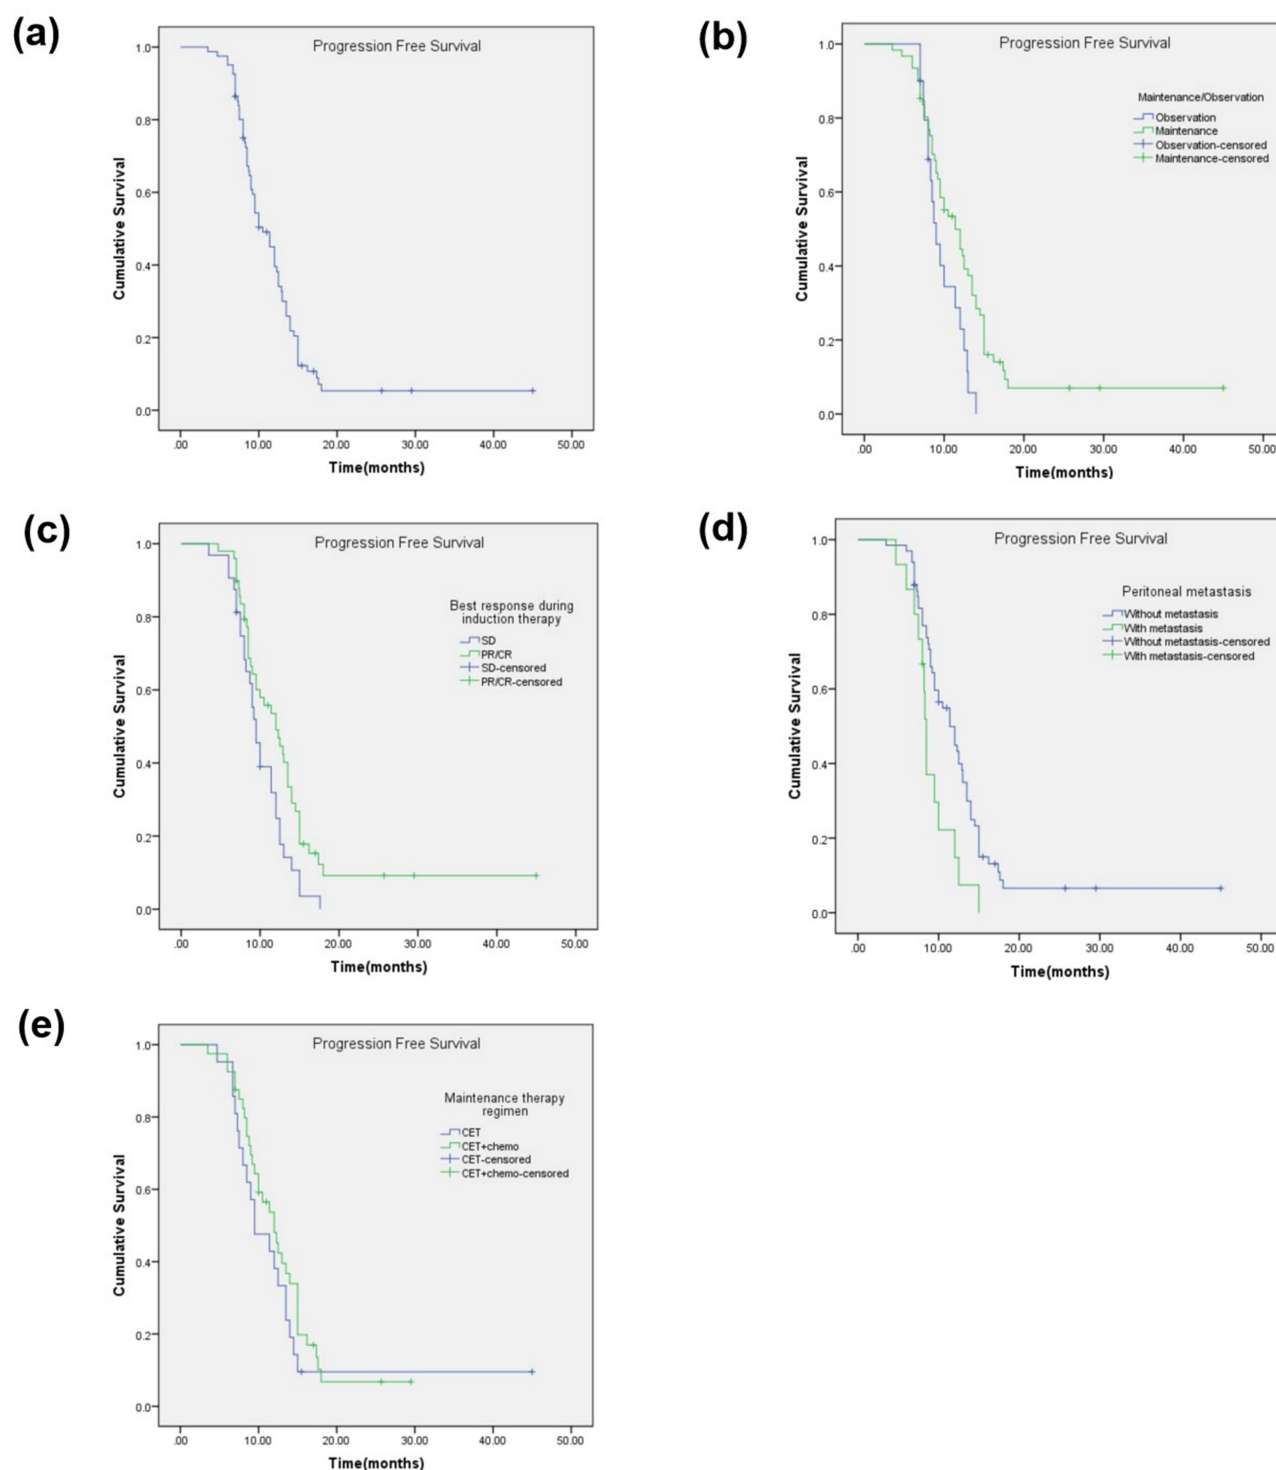 (a)
Progression Free Survival
Cumulative Survival
1.0
0.8
0.6
0.4
0.2
0.0
.00 10.00 20.00 30.00 40.00 50.00
Time(months)
(b)
Progression Free Survival
Maintenance/Observation
Observation
Maintenance
Observation-censored
Maintenance-censored
Cumulative Survival
1.0
0.8
0.6
0.4
0.2
0.0
.00 10.00 20.00 30.00 40.00 50.00
Time(months)
(c)
Progression Free Survival
Best response during
induction therapy
SD
PR/CR
SD-censored
PR/CR-censored
Cumulative Survival
1.0
0.8
0.6
0.4
0.2
0.0
.00 10.00 20.00 30.00 40.00 50.00
Time(months)
(d)
Progression Free Survival
Peritoneal metastasis
Without metastasis
With metastasis
Without metastasis-censored
With metastasis-censored
Cumulative Survival
1.0
0.8
0.6
0.4
0.2
0.0
.00 10.00 20.00 30.00 40.00 50.00
Time(months)
(e)
Progression Free Survival
Maintenance therapy
regimen
CET
CET+chemo
CET-censored
CET+chemo-censored
Cumulative Survival
1.0
0.8
0.6
0.4
0.2
0.0
.00 10.00 20.00 30.00 40.00 50.00
Time(months)